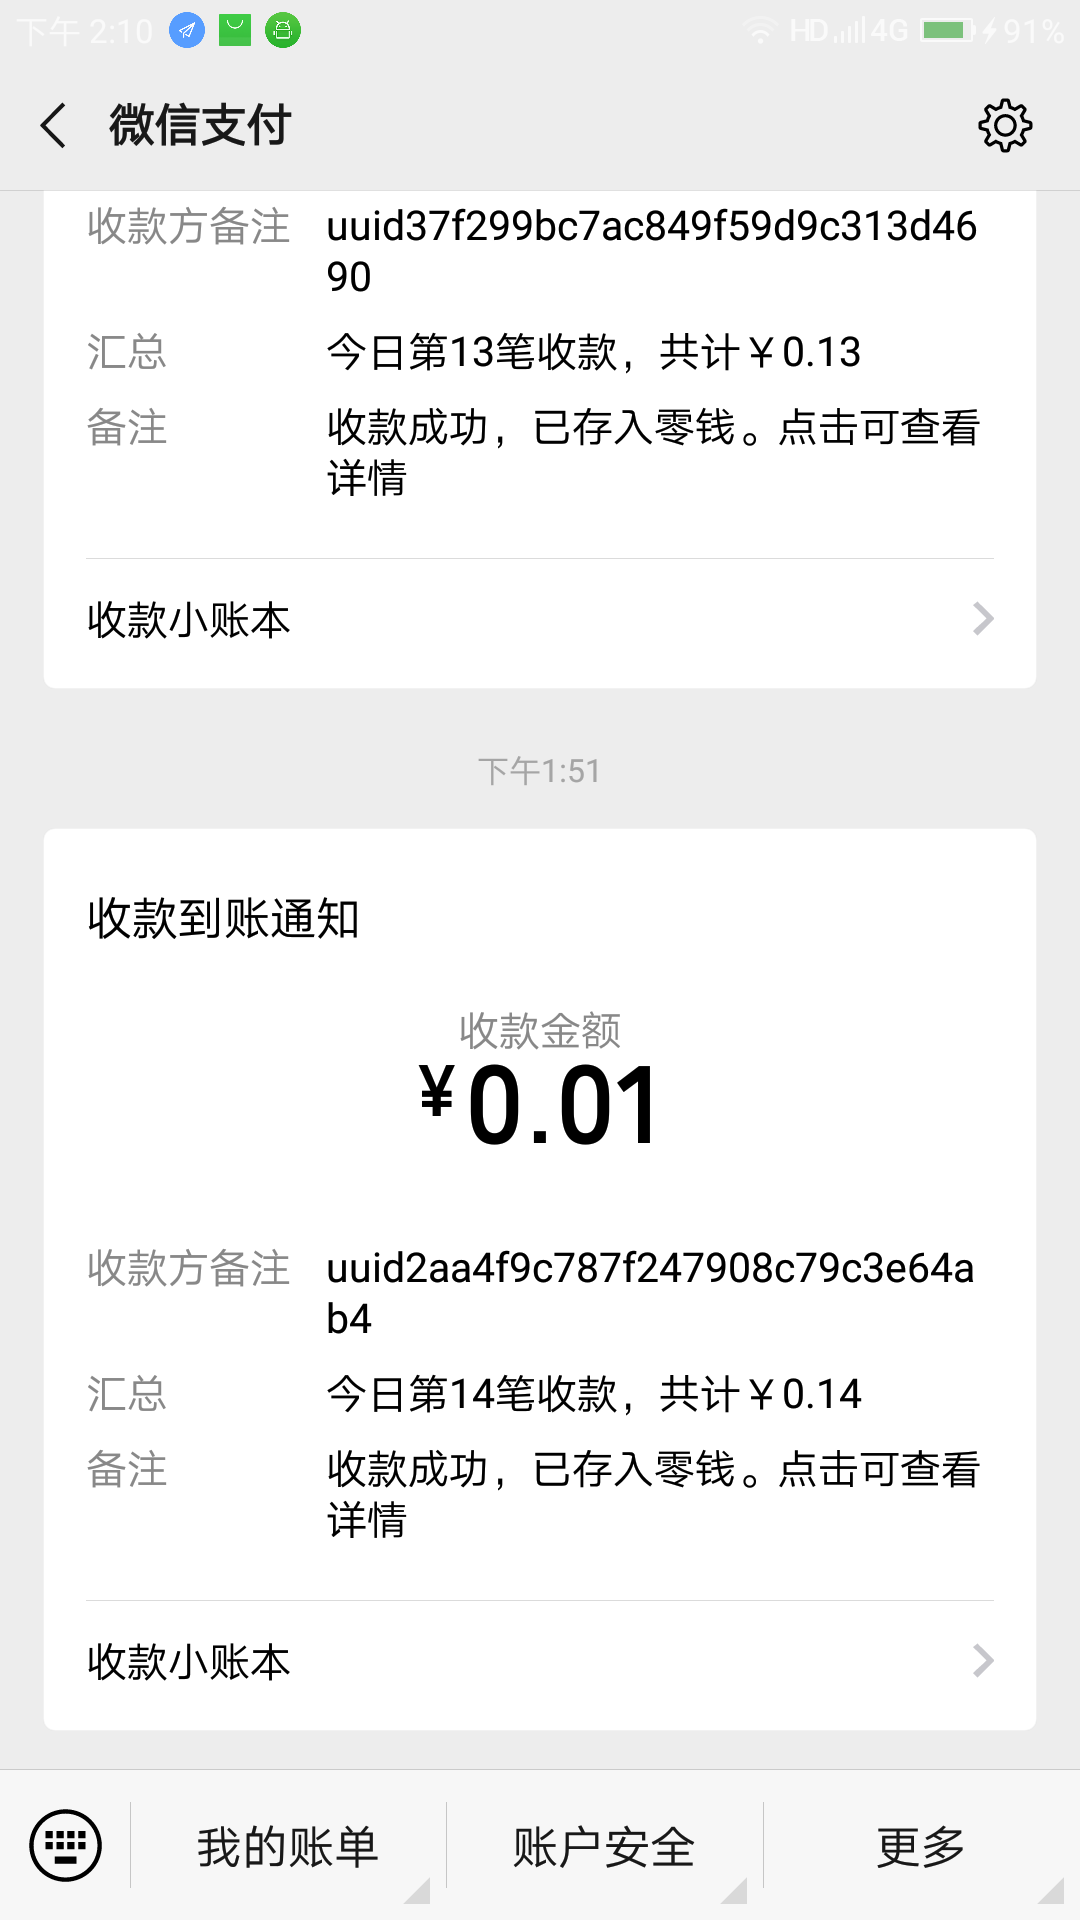 下午 2:10 HD 4G 91%
微信支付
收款方备注 uuid37f299bc7ac849f59d9c313d46
90
汇总 今日第13笔收款，共计￥0.13
备注 收款成功，已存入零钱。点击可查看
详情
收款小账本
下午1:51
收款到账通知
收款金额
¥0.01
收款方备注 uuid2aa4f9c787f247908c79c3e64a
b4
汇总 今日第14笔收款，共计￥0.14
备注 收款成功，已存入零钱。点击可查看
详情
收款小账本
我的账单 账户安全 更多